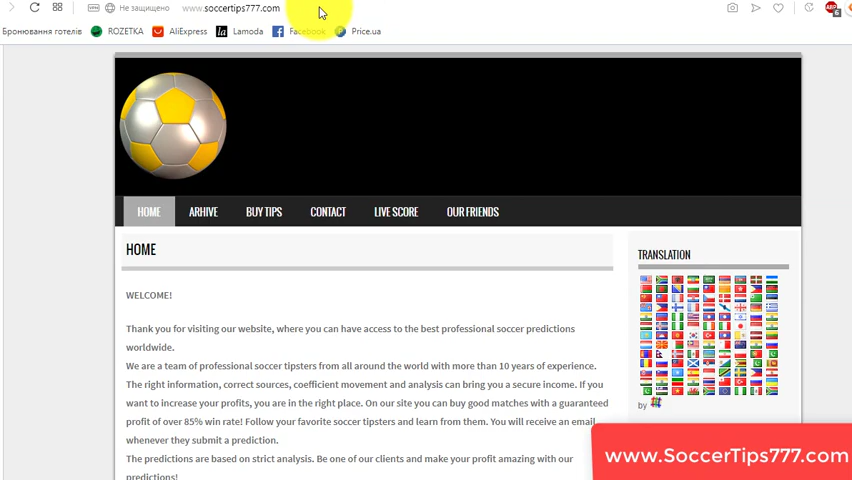 Не защищено www.soccertips777.com
Бронювання готелів ROZETKA AliExpress Lamoda Facebook Price.ua
HOME ARHIVE BUY TIPS CONTACT LIVE SCORE OUR FRIENDS
HOME
WELCOME!
Thank you for visiting our website, where you can have access to the best professional soccer predictions
worldwide.
We are a team of professional soccer tipsters from all around the world with more than 10 years of experience.
The right information, correct sources, coefficient movement and analysis can bring you a secure income. If you
want to increase your profits, you are in the right place. On our site you can buy good matches with a guaranteed
profit of over 85% win rate! Follow your favorite soccer tipsters and learn from them. You will receive an email
whenever they submit a prediction.
The predictions are based on strict analysis. Be one of our clients and make your profit amazing with our
predictions!
TRANSLATION
by
www.SoccerTips777.com